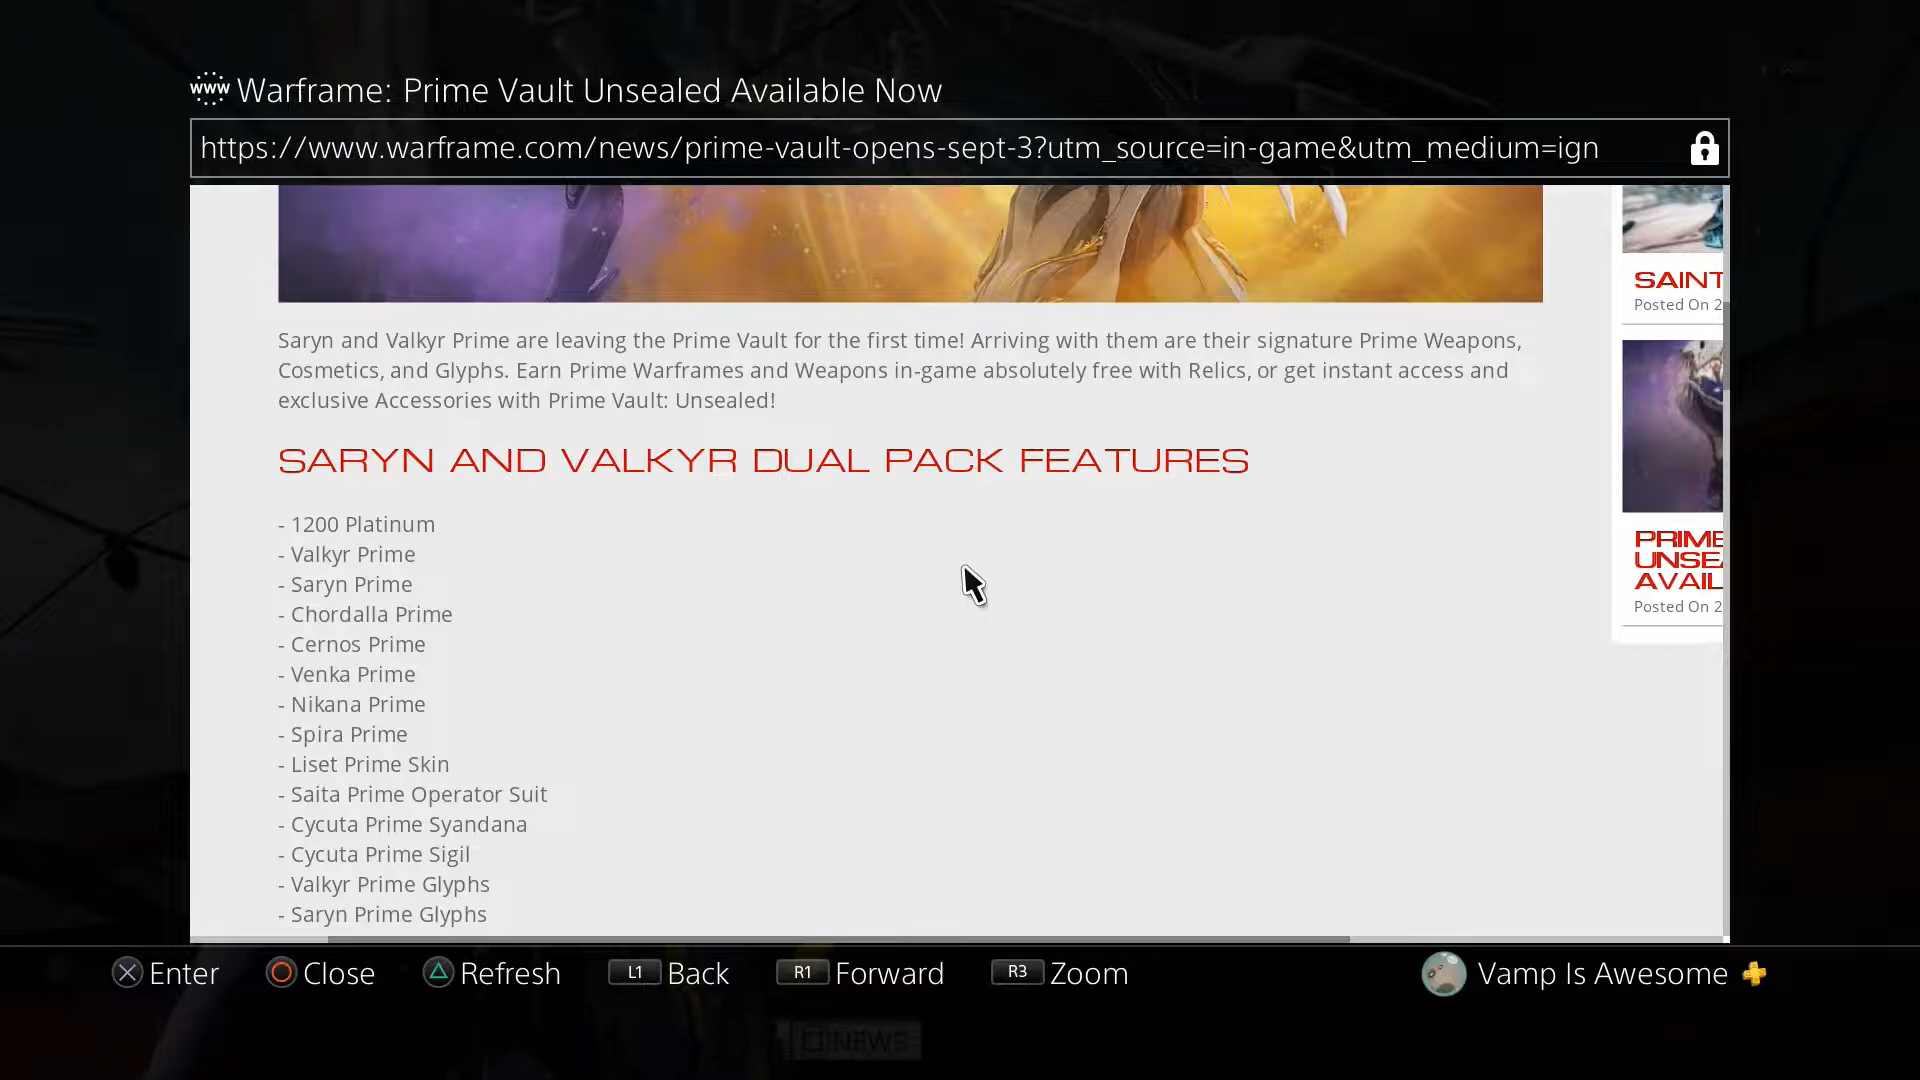 www Warframe: Prime Vault Unsealed Available Now
https://www.warframe.com/news/prime-vault-opens-sept-3?utm_source=in-game&utm_medium=ign
SAINT
Posted On 2
Saryn and Valkyr Prime are leaving the Prime Vault for the first time! Arriving with them are their signature Prime Weapons,
Cosmetics, and Glyphs. Earn Prime Warframes and Weapons in-game absolutely free with Relics, or get instant access and
exclusive Accessories with Prime Vault: Unsealed!
SARYN AND VALKYR DUAL PACK FEATURES
- 1200 Platinum
- Valkyr Prime
- Saryn Prime
- Chordalla Prime
- Cernos Prime
- Venka Prime
- Nikana Prime
- Spira Prime
- Liset Prime Skin
- Saita Prime Operator Suit
- Cycuta Prime Syandana
- Cycuta Prime Sigil
- Valkyr Prime Glyphs
- Saryn Prime Glyphs
PRIME
UNSEA
AVAIL
Posted On 2
Enter Close Refresh L1 Back R1 Forward R3 Zoom Vamp Is Awesome
NEWS